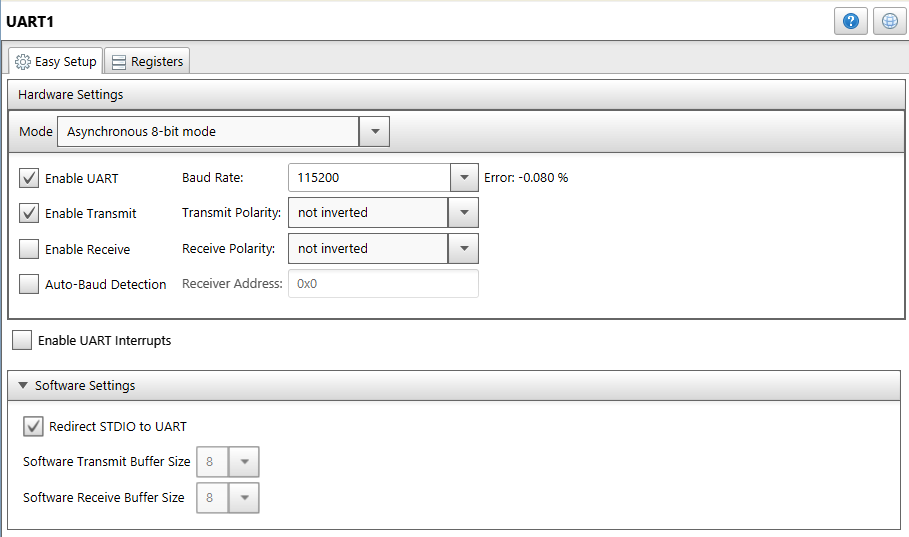 UART1
Easy Setup Registers
Hardware Settings
Mode Asynchronous 8-bit mode
Enable UART Baud Rate: 115200 Error: -0.080 %
Enable Transmit Transmit Polarity: not inverted
Enable Receive Receive Polarity: not inverted
Auto-Baud Detection Receiver Address: 0x0
Enable UART Interrupts
Software Settings
Redirect STDIO to UART
Software Transmit Buffer Size 8
Software Receive Buffer Size 8